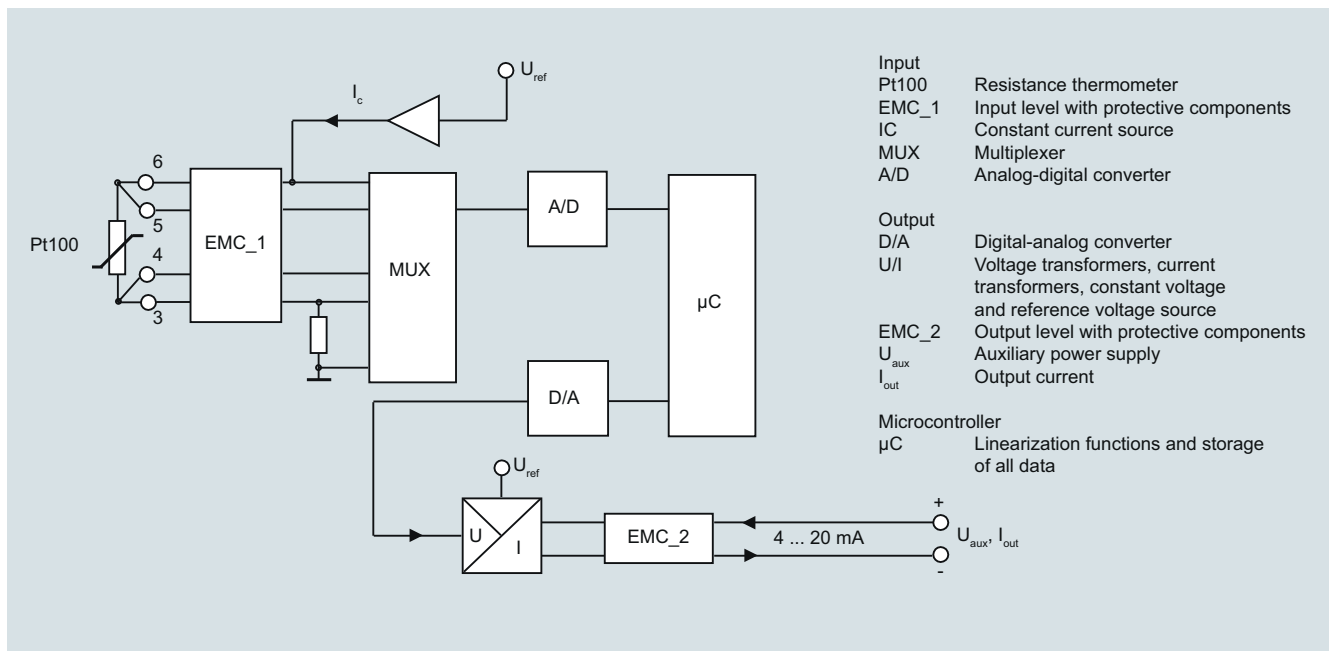 U_ref
I_c
6
5
Pt100
4
3
EMC_1
MUX
A/D
µC
D/A
U_ref
U
I
EMC_2
4 ... 20 mA
+
U_aux, I_out
-
Input
Pt100 Resistance thermometer
EMC_1 Input level with protective components
IC Constant current source
MUX Multiplexer
A/D Analog-digital converter
Output
D/A Digital-analog converter
U/I Voltage transformers, current
transformers, constant voltage
and reference voltage source
EMC_2 Output level with protective components
U_aux Auxiliary power supply
I_out Output current
Microcontroller
µC Linearization functions and storage
of all data